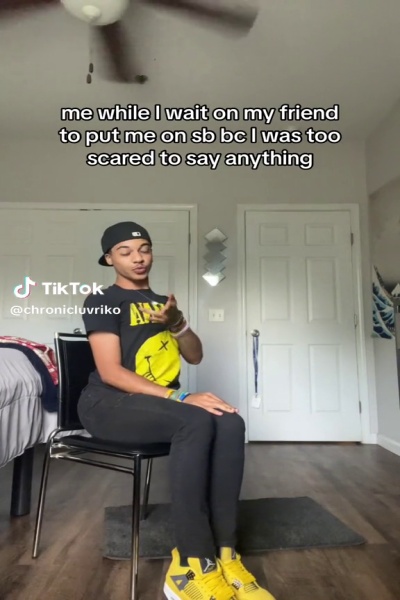 me while I wait on my friend
to put me on sb bc I was too
scared to say anything
TikTok
@chronicluvriko